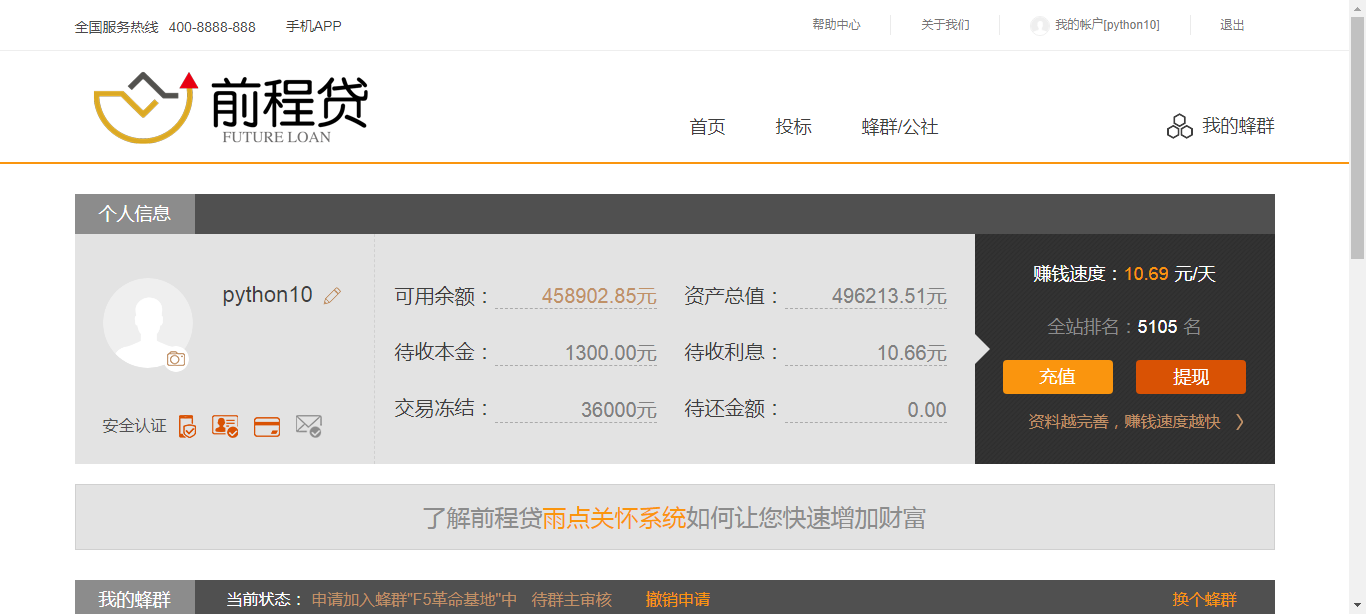 全国服务热线 400-8888-888 手机APP 帮助中心 关于我们 我的帐户[python10] 退出
前程贷
FUTURE LOAN
首页 投标 蜂群/公社 我的蜂群
个人信息
python10
安全认证
可用余额： 458902.85元 资产总值： 496213.51元
待收本金： 1300.00元 待收利息： 10.66元
交易冻结： 36000元 待还金额： 0.00
赚钱速度：10.69 元/天
全站排名：5105 名
充值 提现
资料越完善，赚钱速度越快 〉
了解前程贷雨点关怀系统如何让您快速增加财富
我的蜂群 当前状态： 申请加入蜂群"F5革命基地"中 待群主审核 撤销申请 换个蜂群